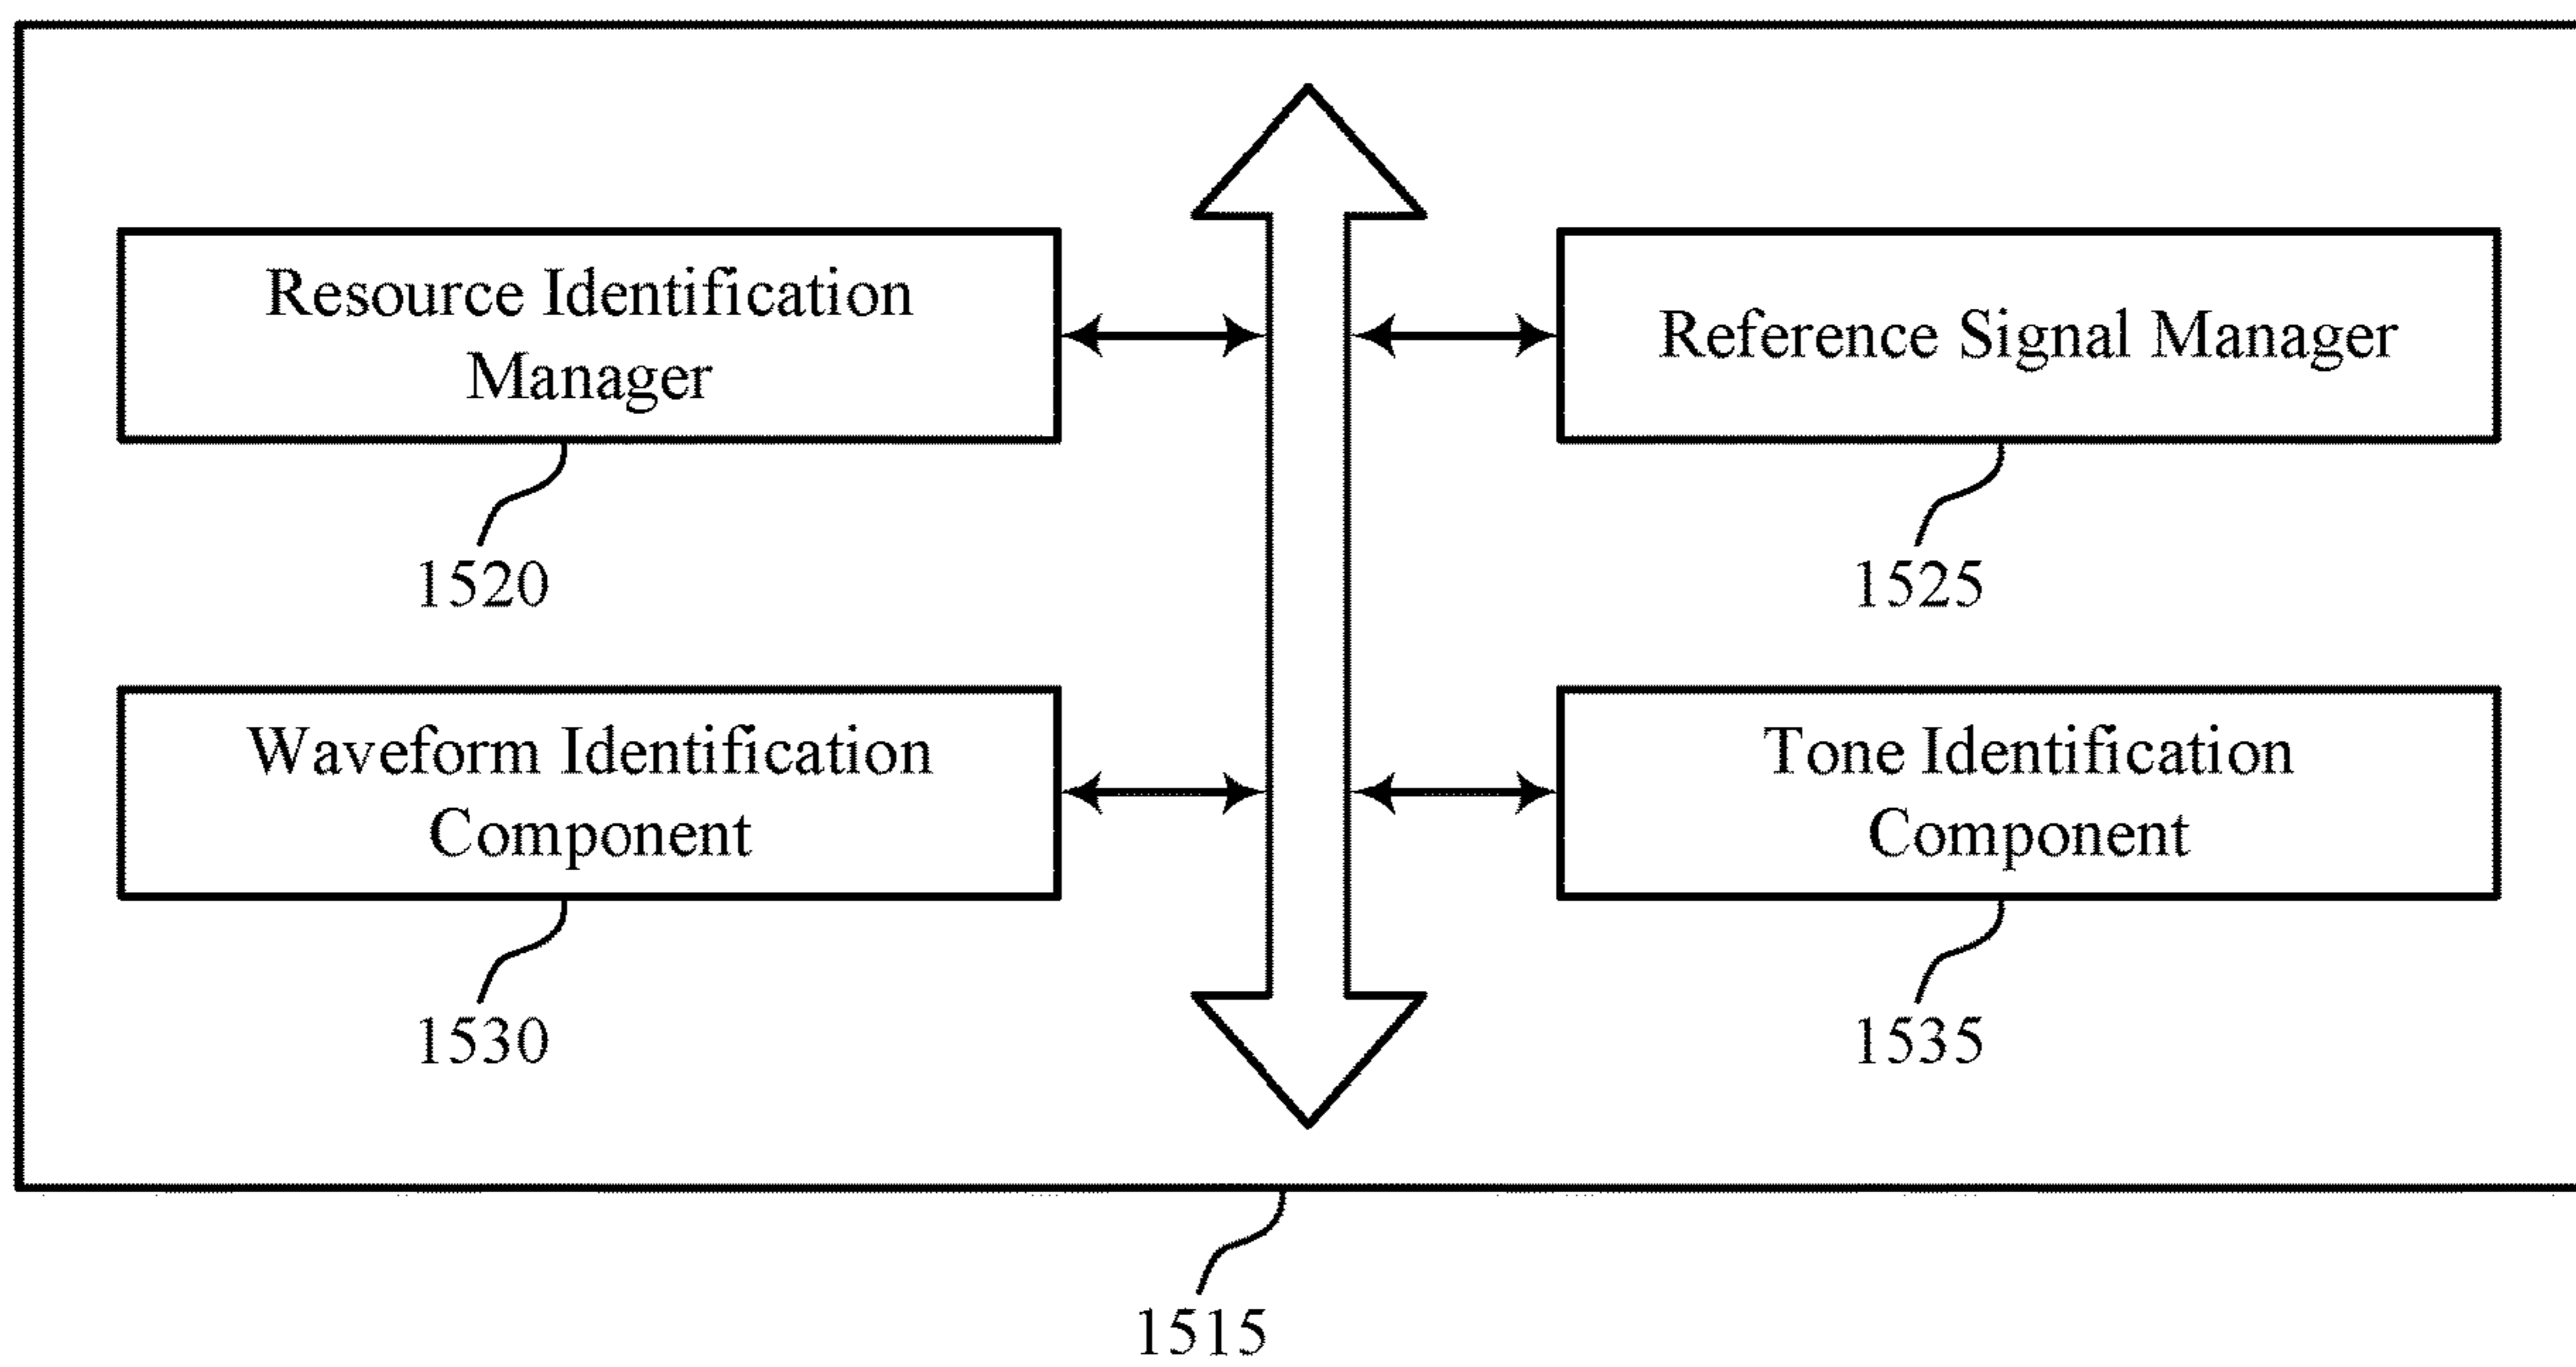 Resource Identification
Manager
Reference Signal Manager
1520
1525
Waveform Identification
Component
Tone Identification
Component
1530
1535
1515